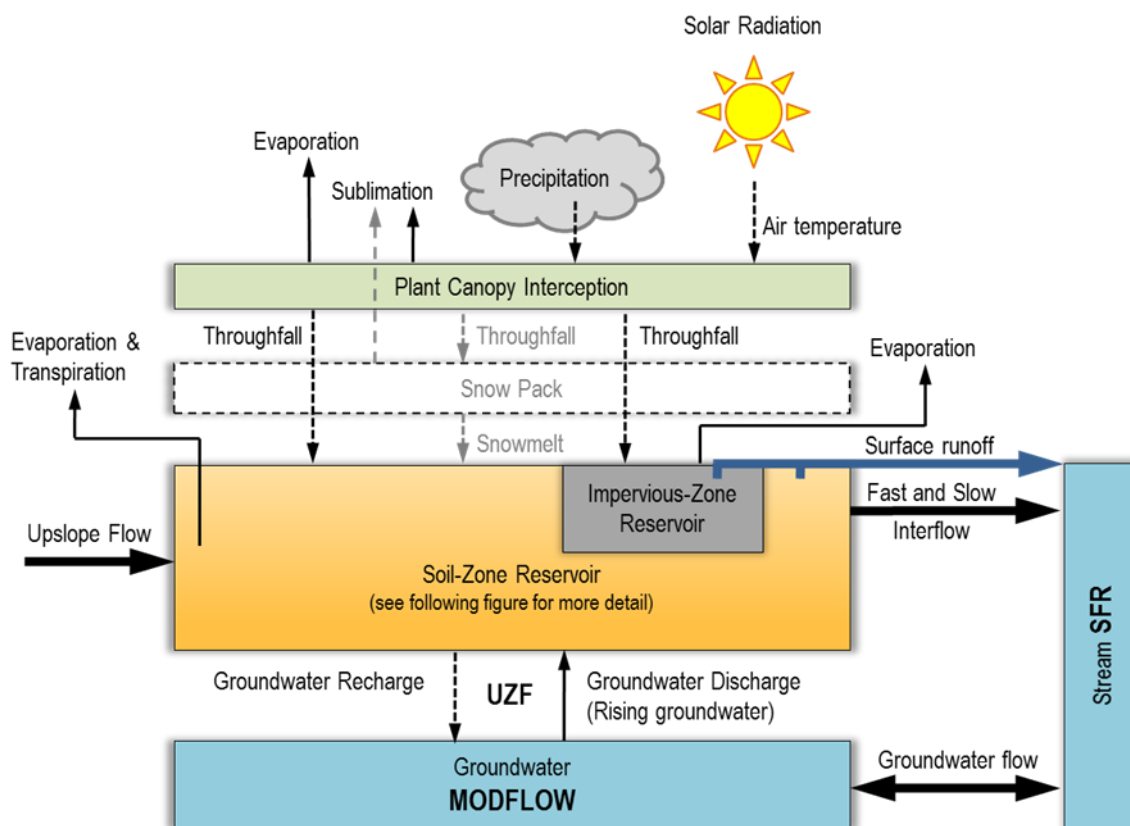 Solar Radiation
Evaporation
Sublimation
Precipitation
Air temperature
Plant Canopy Interception
Evaporation &
Transpiration
Throughfall
Throughfall
Throughfall
Evaporation
Snow Pack
Snowmelt
Surface runoff
Impervious-Zone
Reservoir
Fast and Slow
Interflow
Upslope Flow
Soil-Zone Reservoir
(see following figure for more detail)
Stream SFR
Groundwater Recharge
UZF
Groundwater Discharge
(Rising groundwater)
Groundwater
MODFLOW
Groundwater flow